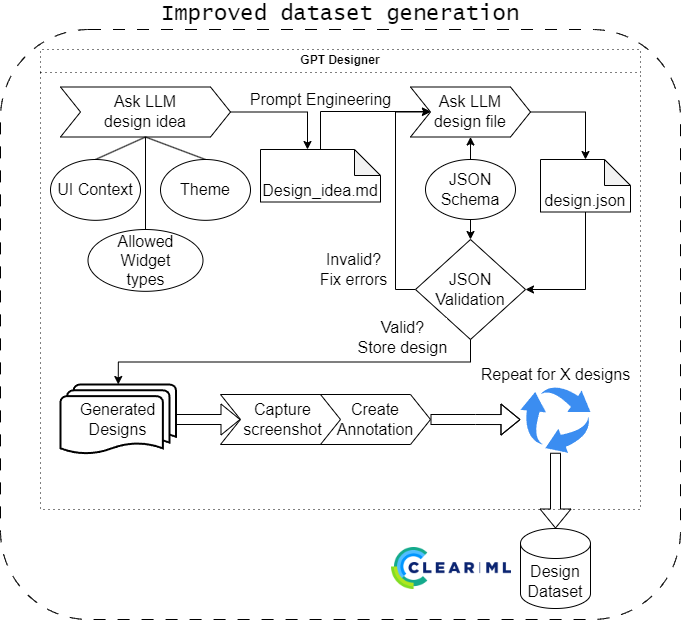 Improved dataset generation
GPT Designer
Ask LLM
design idea
Prompt Engineering
Ask LLM
design file
UI Context
Theme
Design_idea.md
JSON
Schema
design.json
Allowed
Widget
types
Invalid?
Fix errors
JSON
Validation
Valid?
Store design
Repeat for X designs
Generated
Designs
Capture
screenshot
Create
Annotation
CLEAR|ML
Design
Dataset